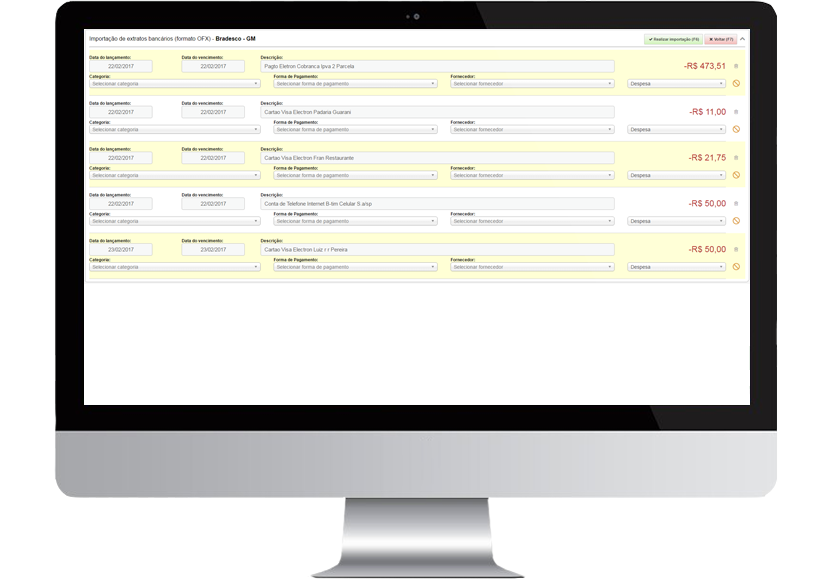 Importação de extratos bancários (formato OFX) - Bradesco - GM Realizar Importação (F6) Voltar (F7)
Data do lançamento: Data do vencimento: Descrição:
22/02/2017 22/02/2017 Pagto Eletron Cobranca Ipva 2 Parcela -R$ 473,51
Categoria: Forma de Pagamento: Fornecedor:
Selecionar categoria Selecionar forma de pagamento Selecionar fornecedor Despesa
Data do lançamento: Data do vencimento: Descrição:
22/02/2017 22/02/2017 Cartao Visa Electron Padaria Guarani -R$ 11,00
Categoria: Forma de Pagamento: Fornecedor:
Selecionar categoria Selecionar forma de pagamento Selecionar fornecedor Despesa
Data do lançamento: Data do vencimento: Descrição:
22/02/2017 22/02/2017 Cartao Visa Electron Fran Restaurante -R$ 21,75
Categoria: Forma de Pagamento: Fornecedor:
Selecionar categoria Selecionar forma de pagamento Selecionar fornecedor Despesa
Data do lançamento: Data do vencimento: Descrição:
22/02/2017 22/02/2017 Conta de Telefone Internet B-tim Celular S -R$ 50,00
Categoria: Forma de Pagamento: Fornecedor:
Selecionar categoria Selecionar forma de pagamento Selecionar fornecedor Despesa
Data do lançamento: Data do vencimento: Descrição:
23/02/2017 23/02/2017 Cartao Visa Electron Luiz r r Pereira -R$ 50,00
Categoria: Forma de Pagamento: Fornecedor:
Selecionar categoria Selecionar forma de pagamento Selecionar fornecedor Despesa